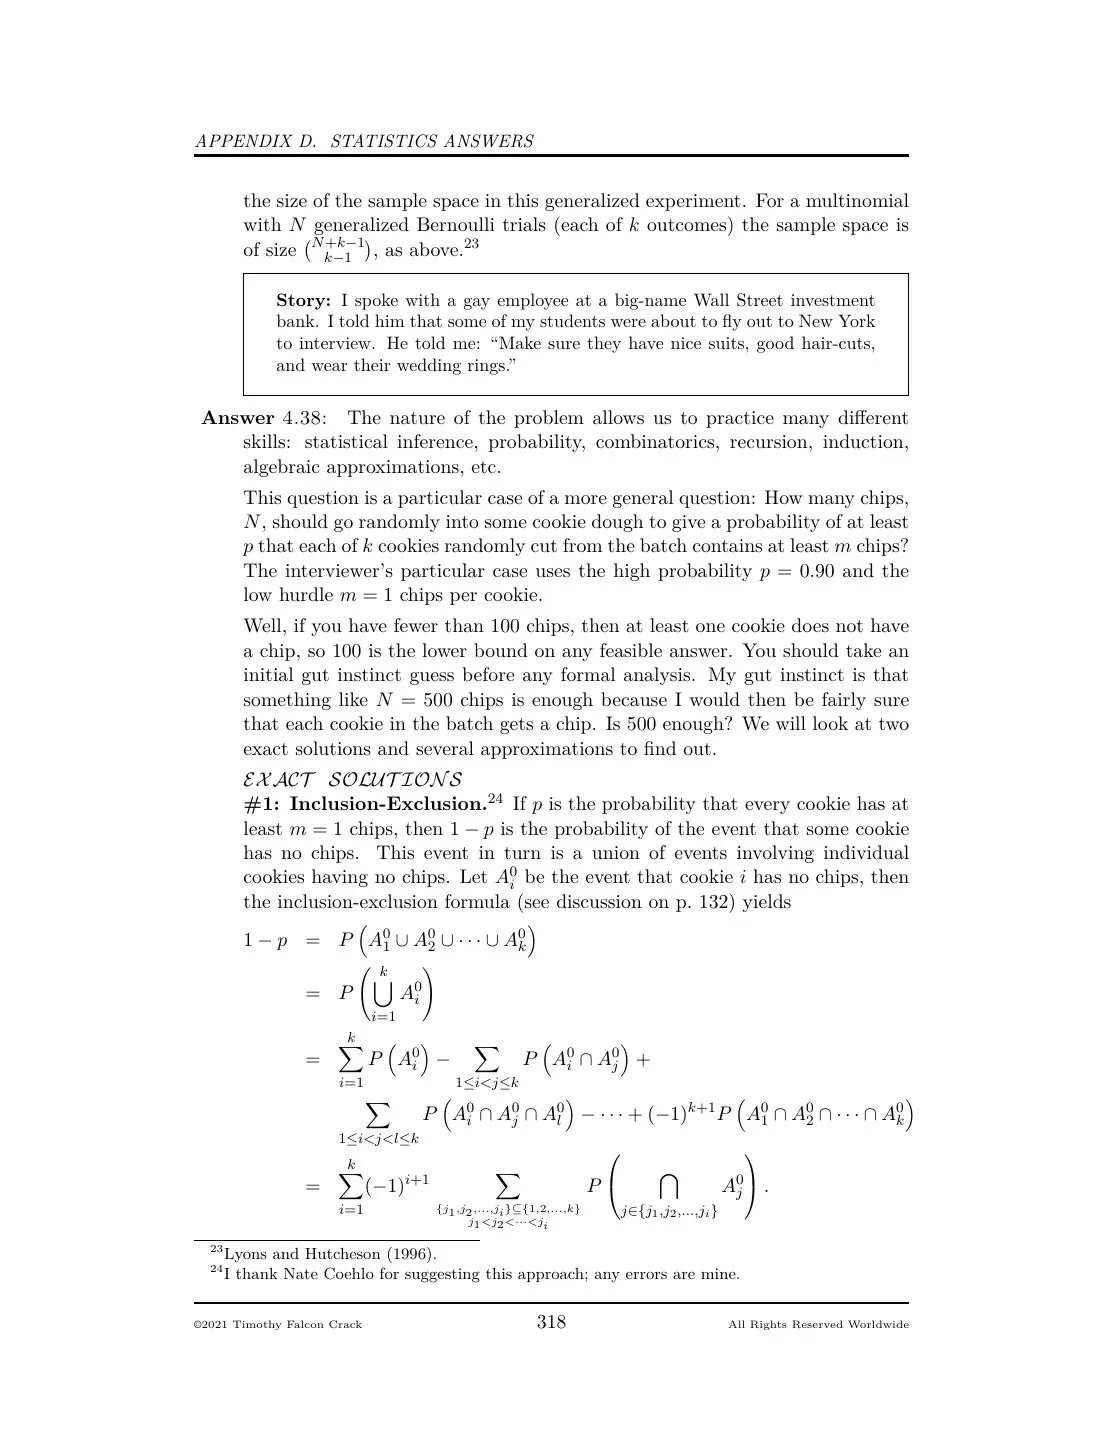 APPENDIX D. STATISTICS ANSWERS
the size of the sample space in this generalized experiment. For a multinomial
with N generalized Bernoulli trials (each of k outcomes) the sample space is
of size \binom{N+k−1}{k−1}, as above.²³
Story: I spoke with a gay employee at a big-name Wall Street investment
bank. I told him that some of my students were about to fly out to New York
to interview. He told me: “Make sure they have nice suits, good hair-cuts,
and wear their wedding rings.”
Answer 4.38: The nature of the problem allows us to practice many different
skills: statistical inference, probability, combinatorics, recursion, induction,
algebraic approximations, etc.
This question is a particular case of a more general question: How many chips,
N, should go randomly into some cookie dough to give a probability of at least
p that each of k cookies randomly cut from the batch contains at least m chips?
The interviewer’s particular case uses the high probability p = 0.90 and the
low hurdle m = 1 chips per cookie.
Well, if you have fewer than 100 chips, then at least one cookie does not have
a chip, so 100 is the lower bound on any feasible answer. You should take an
initial gut instinct guess before any formal analysis. My gut instinct is that
something like N = 500 chips is enough because I would then be fairly sure
that each cookie in the batch gets a chip. Is 500 enough? We will look at two
exact solutions and several approximations to find out.
EXACT SOLUTIONS
#1: Inclusion-Exclusion.²⁴ If p is the probability that every cookie has at
least m = 1 chips, then 1 − p is the probability of the event that some cookie
has no chips. This event in turn is a union of events involving individual
cookies having no chips. Let A_i^0 be the event that cookie i has no chips, then
the inclusion-exclusion formula (see discussion on p. 132) yields
1 − p = P(A_1^0 ∪ A_2^0 ∪ ··· ∪ A_k^0)
= P(\bigcup_{i=1}^{k} A_i^0)
= \sum_{i=1}^{k} P(A_i^0) − \sum_{1≤i<j≤k} P(A_i^0 ∩ A_j^0) +
\sum_{1≤i<j<l≤k} P(A_i^0 ∩ A_j^0 ∩ A_l^0) − ··· + (−1)^{k+1} P(A_1^0 ∩ A_2^0 ∩ ··· ∩ A_k^0)
= \sum_{i=1}^{k} (−1)^{i+1} \sum_{\{j_1,j_2,...,j_i\}⊆\{1,2,...,k\} j_1<j_2<···<j_i} P(\bigcap_{j∈\{j_1,j_2,...,j_i\}} A_j^0).
²³Lyons and Hutcheson (1996).
²⁴I thank Nate Coehlo for suggesting this approach; any errors are mine.
©2021 Timothy Falcon Crack 318 All Rights Reserved Worldwide